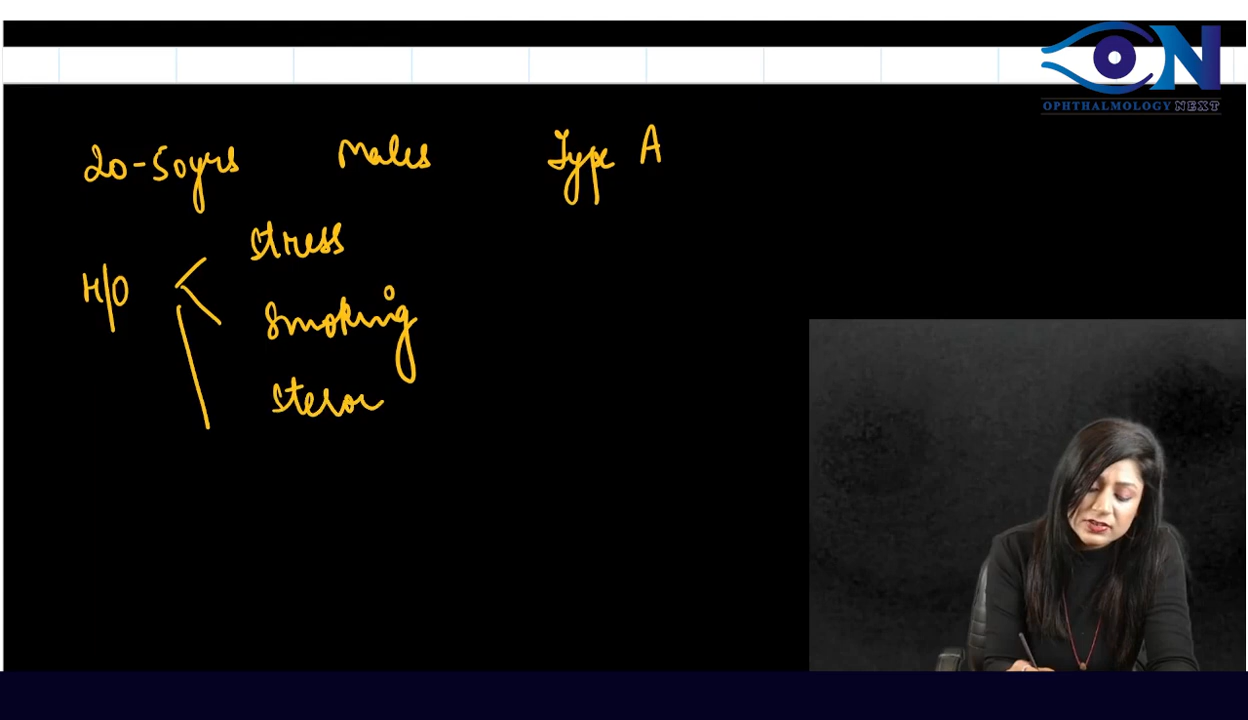 ON
OPHTHALMOLOGY NEXT
20-50yrs Males Type A
H/O
Stress
Smoking
Steroi